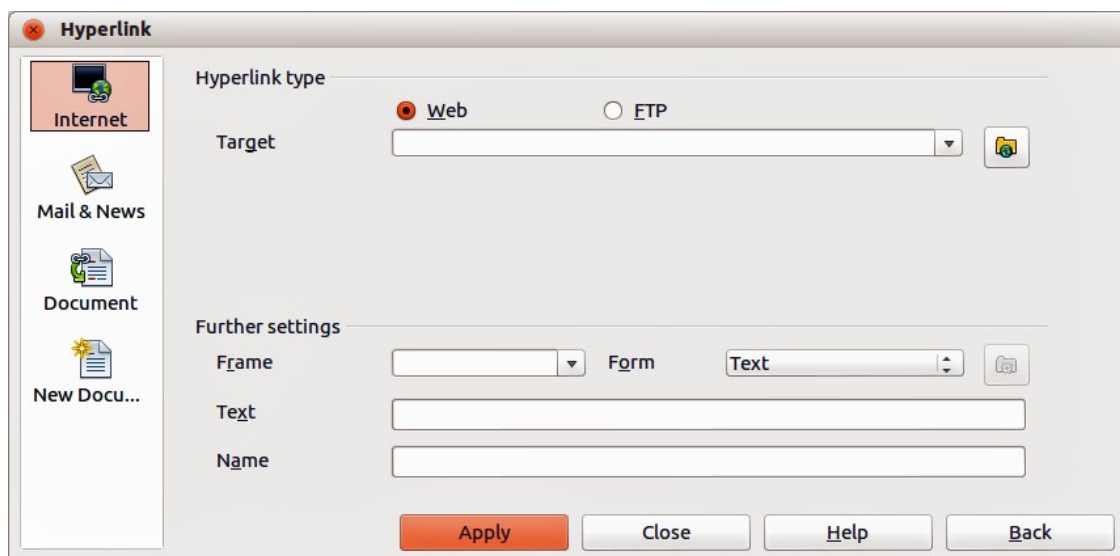 Hyperlink
Internet
Mail & News
Document
New Docu...
Hyperlink type
Web FTP
Target
Further settings
Frame Form Text
Text
Name
Apply Close Help Back